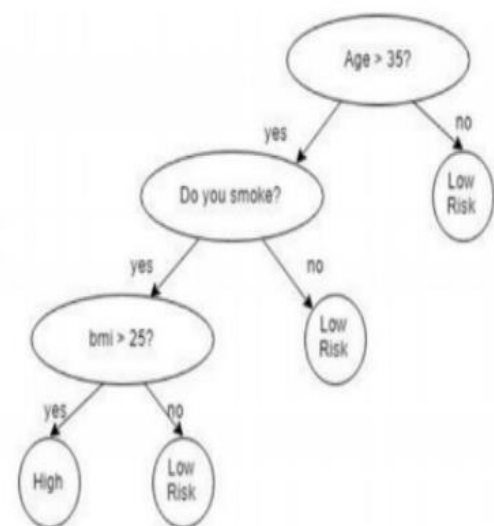 Age > 35?
yes
no
Do you smoke?
Low
Risk
yes
no
bmi > 25?
Low
Risk
yes
no
High
Low
Risk